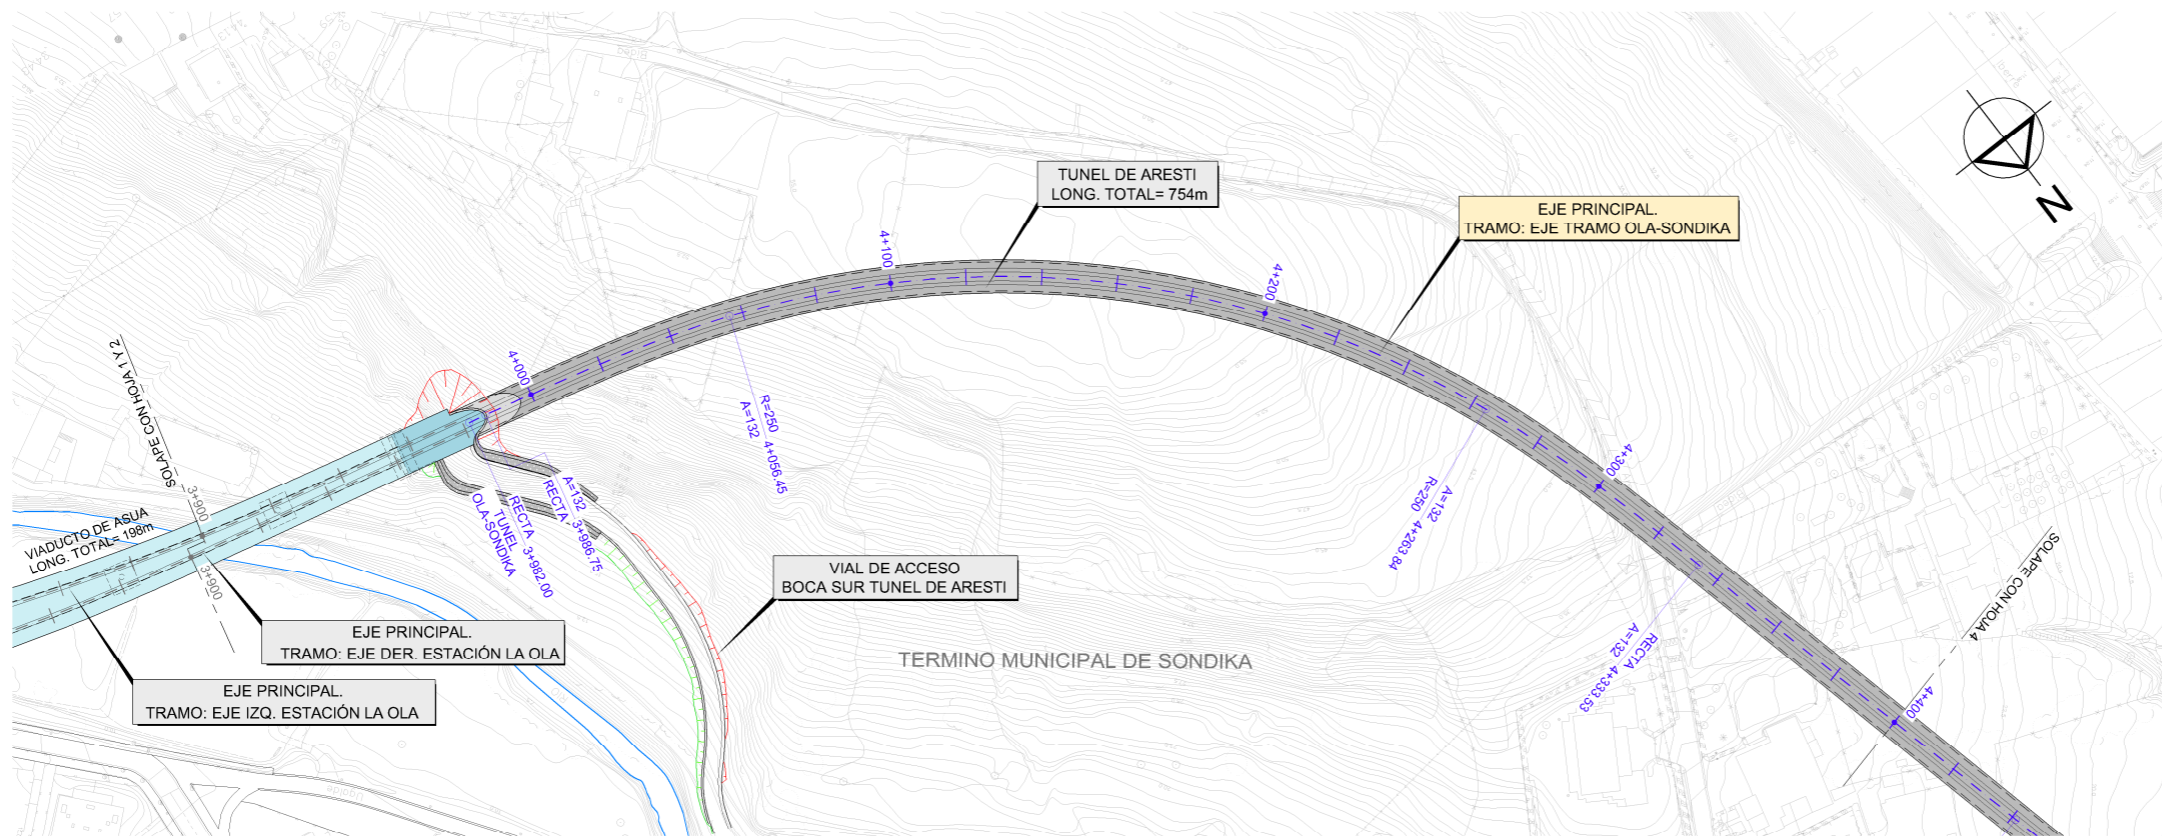 TUNEL DE ARESTI
LONG. TOTAL= 754m
EJE PRINCIPAL.
TRAMO: EJE TRAMO OLA-SONDIKA
N
4+100
4+200
4+000
4+300
4+400
SOLAPE CON HOJA 1 Y 2
3+900
3+900
VIADUCTO DE ASUA
LONG. TOTAL= 198m
R=250 4+056.45
A=132
A=132 3+986.75
RECTA
RECTA 3+982.00
TUNEL
OLA-SONDIKA
A=132
R=250 4+263.84
RECTA
A=132 4+333.53
SOLAPE CON HOJA 4
VIAL DE ACCESO
BOCA SUR TUNEL DE ARESTI
EJE PRINCIPAL.
TRAMO: EJE DER. ESTACIÓN LA OLA
EJE PRINCIPAL.
TRAMO: EJE IZQ. ESTACIÓN LA OLA
TERMINO MUNICIPAL DE SONDIKA